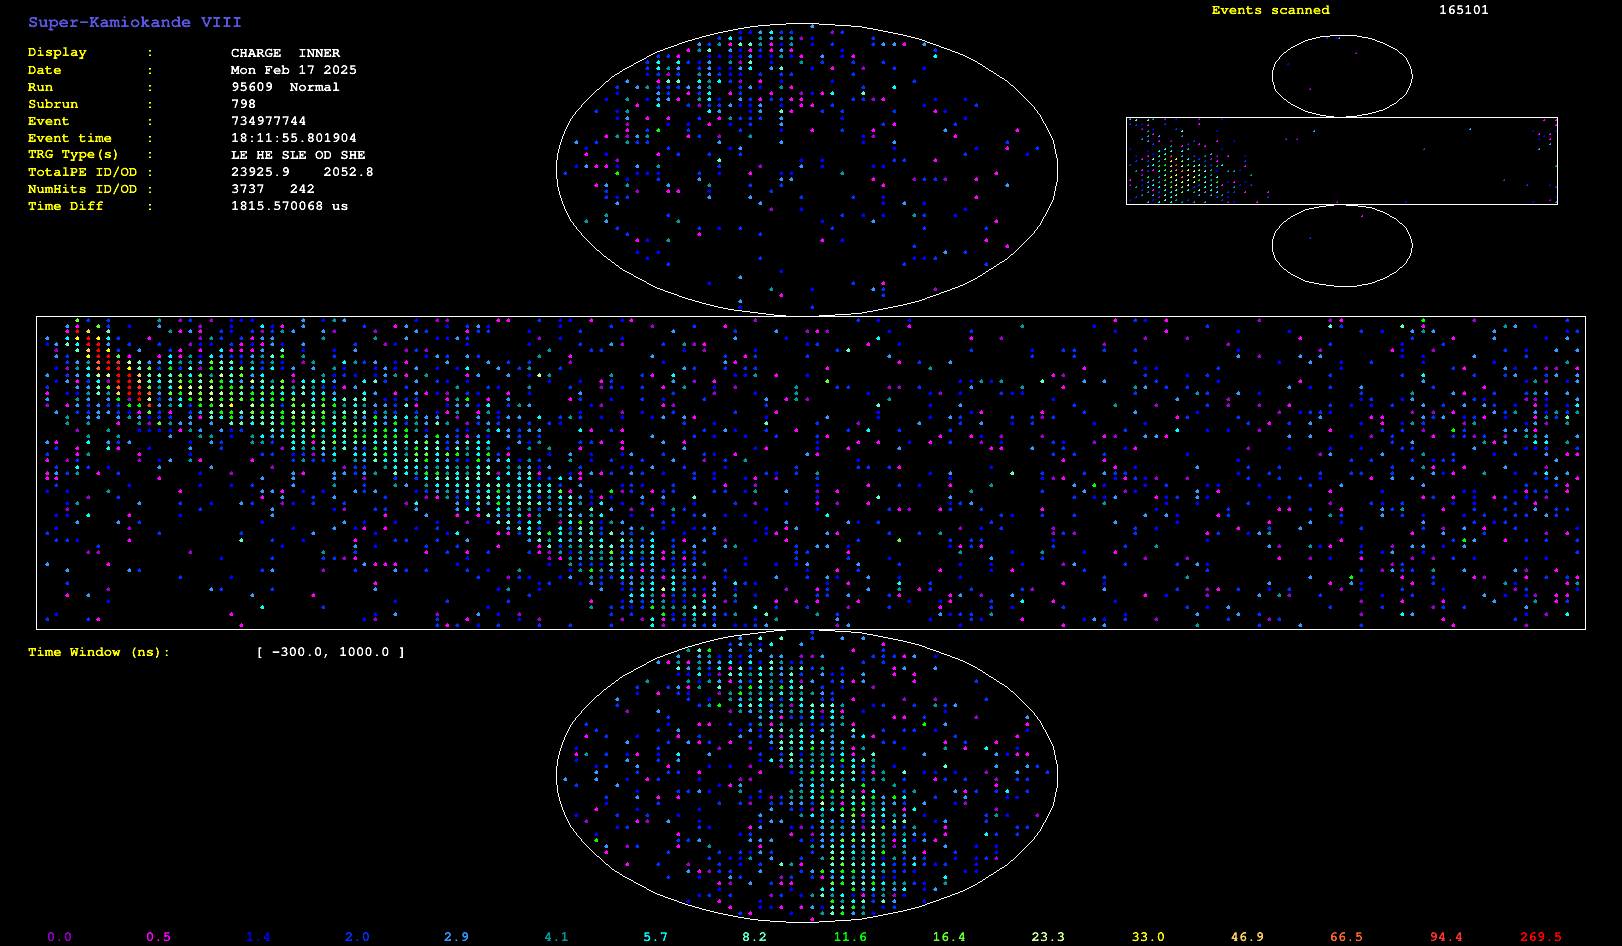 Super-Kamiokande VIII
Events scanned 165101
Display : CHARGE INNER
Date : Mon Feb 17 2025
Run : 95609 Normal
Subrun : 798
Event : 734977744
Event time : 18:11:55.801904
TRG Type(s) : LE HE SLE OD SHE
TotalPE ID/OD : 23925.9 2052.8
NumHits ID/OD : 3737 242
Time Diff : 1815.570068 us
Time Window (ns): [ -300.0, 1000.0 ]
0.0 0.5 1.4 2.0 2.9 4.1 5.7 8.2 11.6 16.4 23.3 33.0 46.9 66.5 94.4 269.5